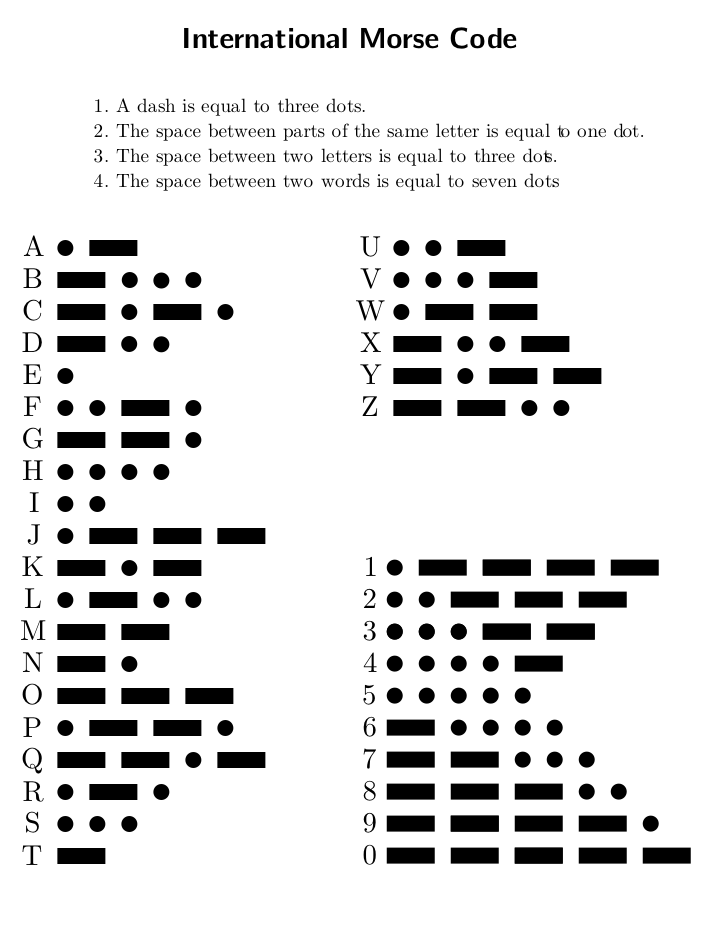 International Morse Code
1. A dash is equal to three dots.
2. The space between parts of the same letter is equal to one dot.
3. The space between two letters is equal to three dots.
4. The space between two words is equal to seven dots
A
B
C
D
E
F
G
H
I
J
K
L
M
N
O
P
Q
R
S
T
U
V
W
X
Y
Z
1
2
3
4
5
6
7
8
9
0